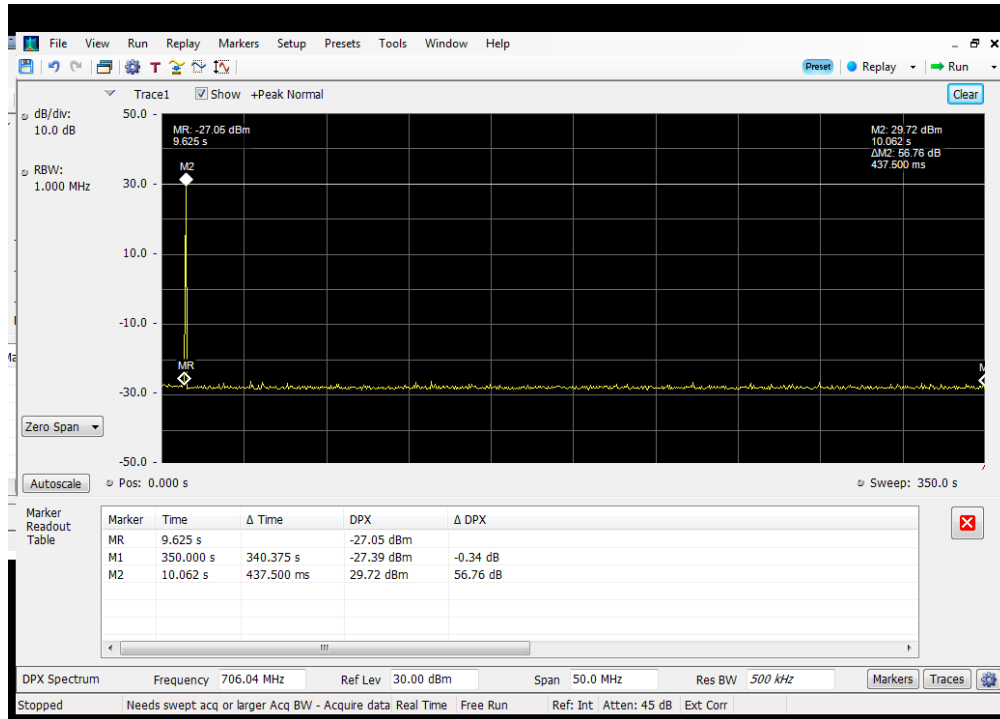 File View Run Replay Markers Setup Presets Tools Window Help
T Preset Replay Run
Trace1 Show +Peak Normal Clear
dB/div:
10.0 dB
RBW:
1.000 MHz
50.0
30.0
10.0
-10.0
-30.0
-50.0
MR: -27.05 dBm
9.625 s
M2: 29.72 dBm
10.062 s
ΔM2: 56.76 dB
437.500 ms
M2
MR
M
Zero Span
Autoscale Pos: 0.000 s Sweep: 350.0 s
Marker
Readout
Table
Marker Time Δ Time DPX Δ DPX
MR 9.625 s -27.05 dBm
M1 350.000 s 340.375 s -27.39 dBm -0.34 dB
M2 10.062 s 437.500 ms 29.72 dBm 56.76 dB
DPX Spectrum Frequency 706.04 MHz Ref Lev 30.00 dBm Span 50.0 MHz Res BW 500 kHz Markers Traces
Stopped Needs swept acq or larger Acq BW - Acquire data Real Time Free Run Ref: Int Atten: 45 dB Ext Corr